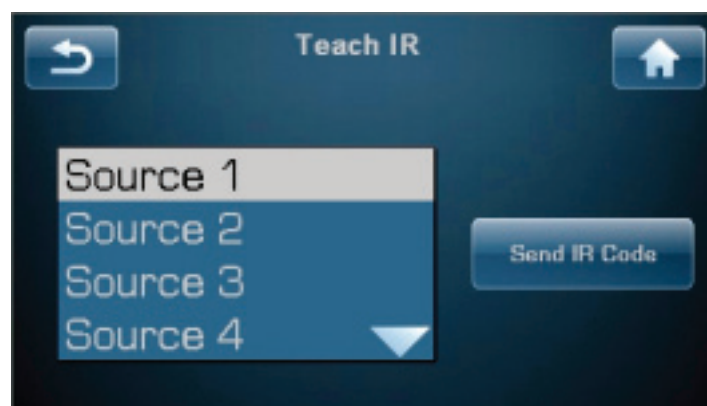 Teach IR
Source 1
Source 2
Source 3
Source 4
Send IR Code